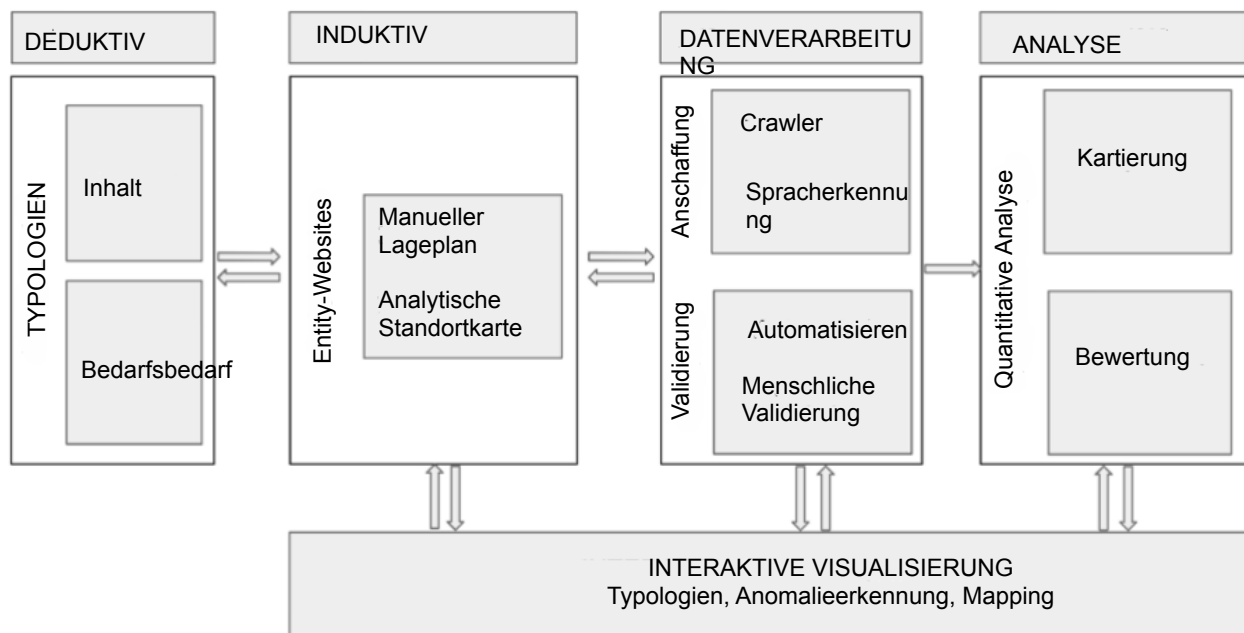 DEDUKTIV
INDUKTIV
DATENVERARBEITU
NG
ANALYSE
TYPOLOGIEN
Inhalt
Bedarfsbedarf
Entity-Websites
Manueller
Lageplan
Analytische
Standortkarte
Anschaffung
Crawler
Spracherkennu
ng
Validierung
Automatisieren
Menschliche
Validierung
Quantitative Analyse
Kartierung
Bewertung
INTERAKTIVE VISUALISIERUNG
Typologien, Anomalieerkennung, Mapping